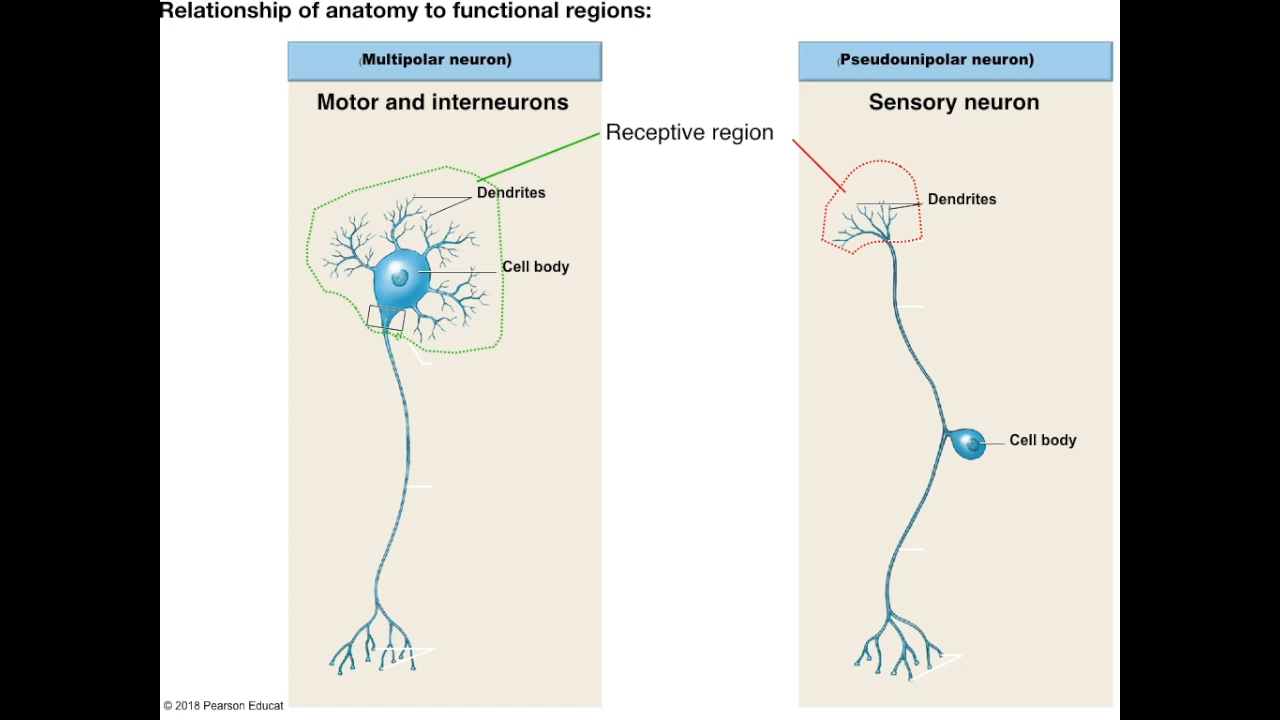 Relationship of anatomy to functional regions:
(Multipolar neuron)
(Pseudounipolar neuron)
Motor and interneurons
Sensory neuron
Receptive region
Dendrites
Dendrites
Cell body
Cell body
© 2018 Pearson Educat